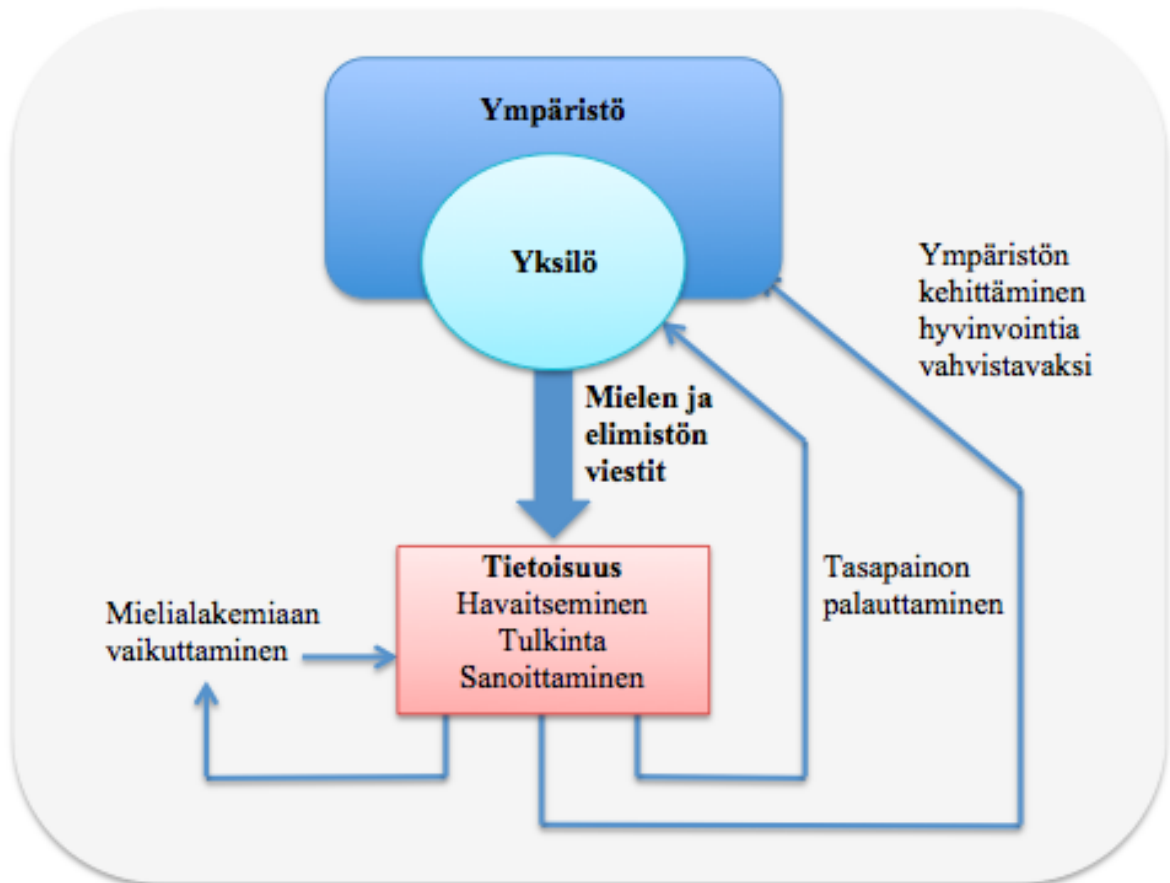 Ympäristö
Yksilö
Ympäristön
kehittäminen
hyvinvointia
vahvistavaksi
Mielen ja
elimistön
viestit
Tietoisuus
Havaitseminen
Tulkinta
Sanoittaminen
Tasapainon
palauttaminen
Mielialakemiaan
vaikuttaminen